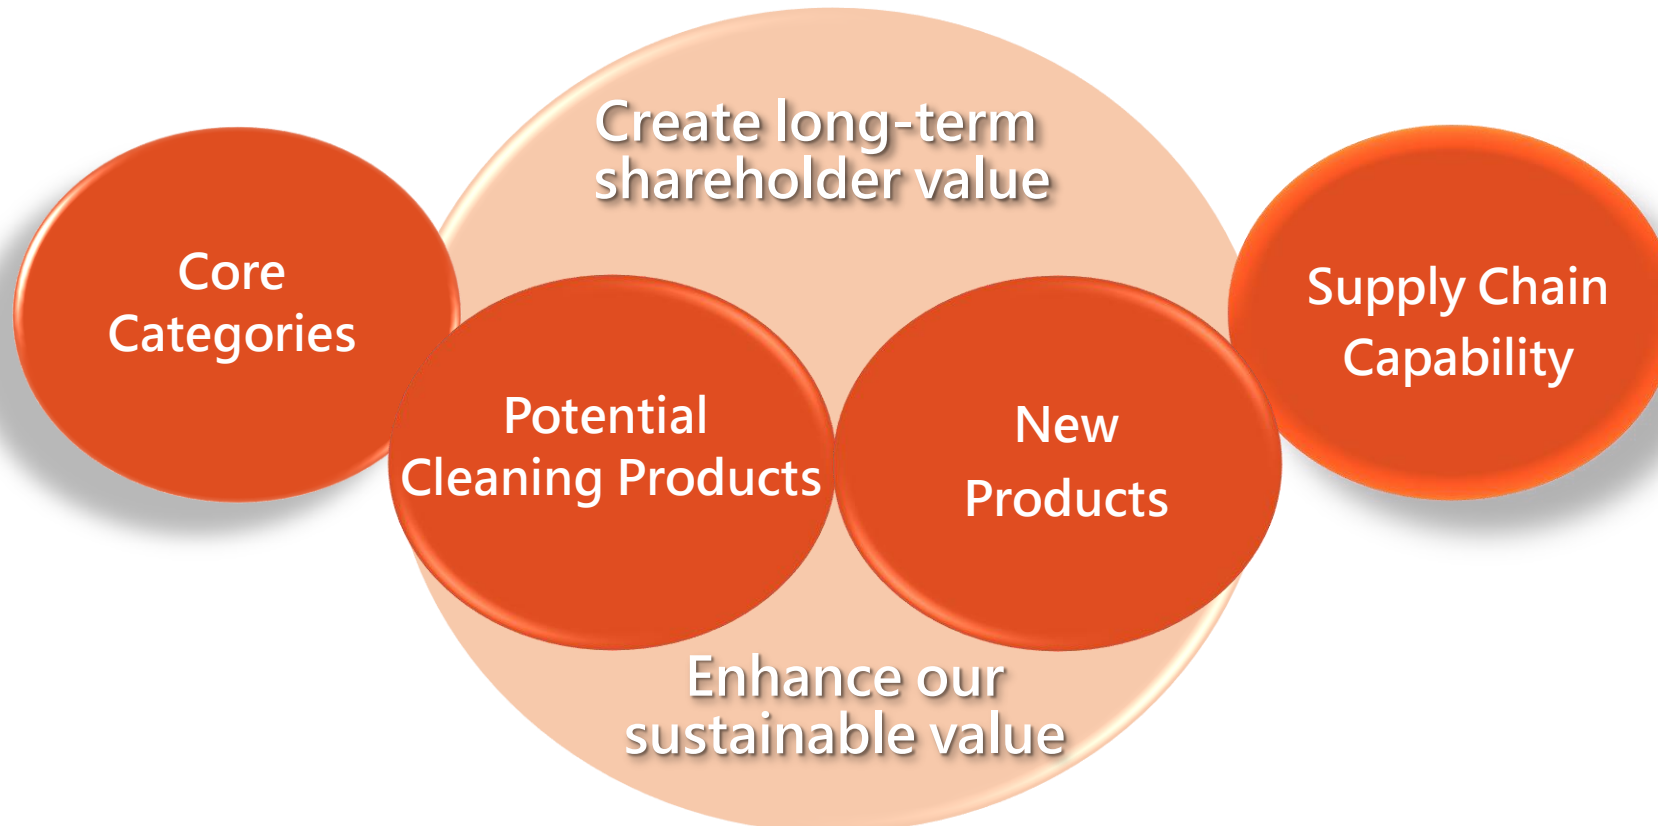 Create long-term
shareholder value
Core
Categories
Potential
Cleaning Products
New
Products
Supply Chain
Capability
Enhance our
sustainable value